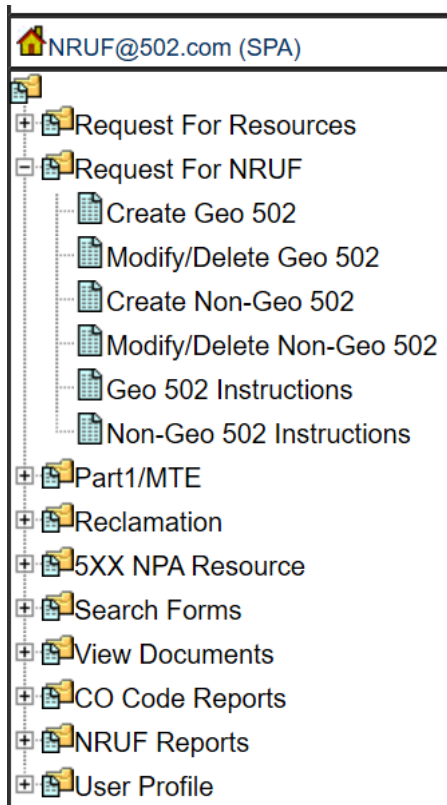 NRUF@502.com (SPA)
Request For Resources
Request For NRUF
Create Geo 502
Modify/Delete Geo 502
Create Non-Geo 502
Modify/Delete Non-Geo 502
Geo 502 Instructions
Non-Geo 502 Instructions
Part1/MTE
Reclamation
5XX NPA Resource
Search Forms
View Documents
CO Code Reports
NRUF Reports
User Profile